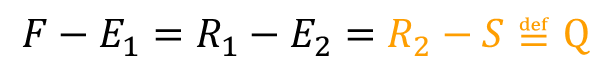 F − E₁ = R₁ − E₂ = R₂ − S ≝ Q